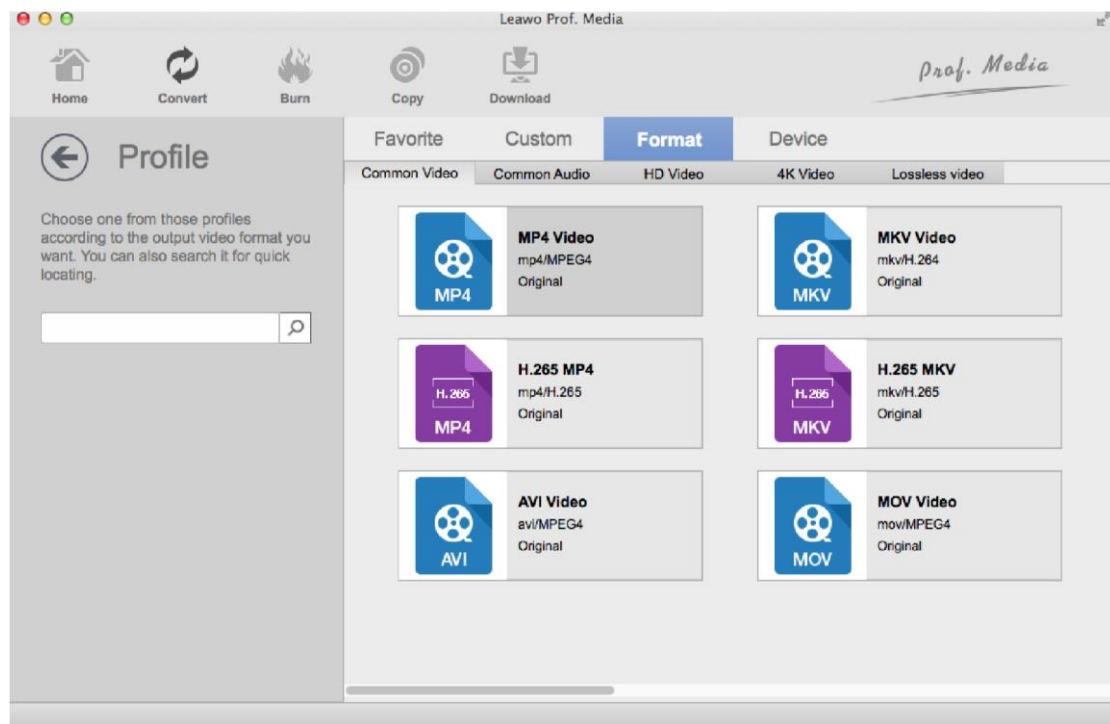 Leawo Prof. Media
Home Convert Burn Copy Download
Prof. Media
Profile
Choose one from those profiles
according to the output video format you
want. You can also search it for quick
locating.
Favorite Custom Format Device
Common Video Common Audio HD Video 4K Video Lossless video
MP4
MP4 Video
mp4/MPEG4
Original
MKV
MKV Video
mkv/H.264
Original
H.265
MP4
H.265 MP4
mp4/H.265
Original
H.265
MKV
H.265 MKV
mkv/H.265
Original
AVI
AVI Video
avi/MPEG4
Original
MOV
MOV Video
mov/MPEG4
Original